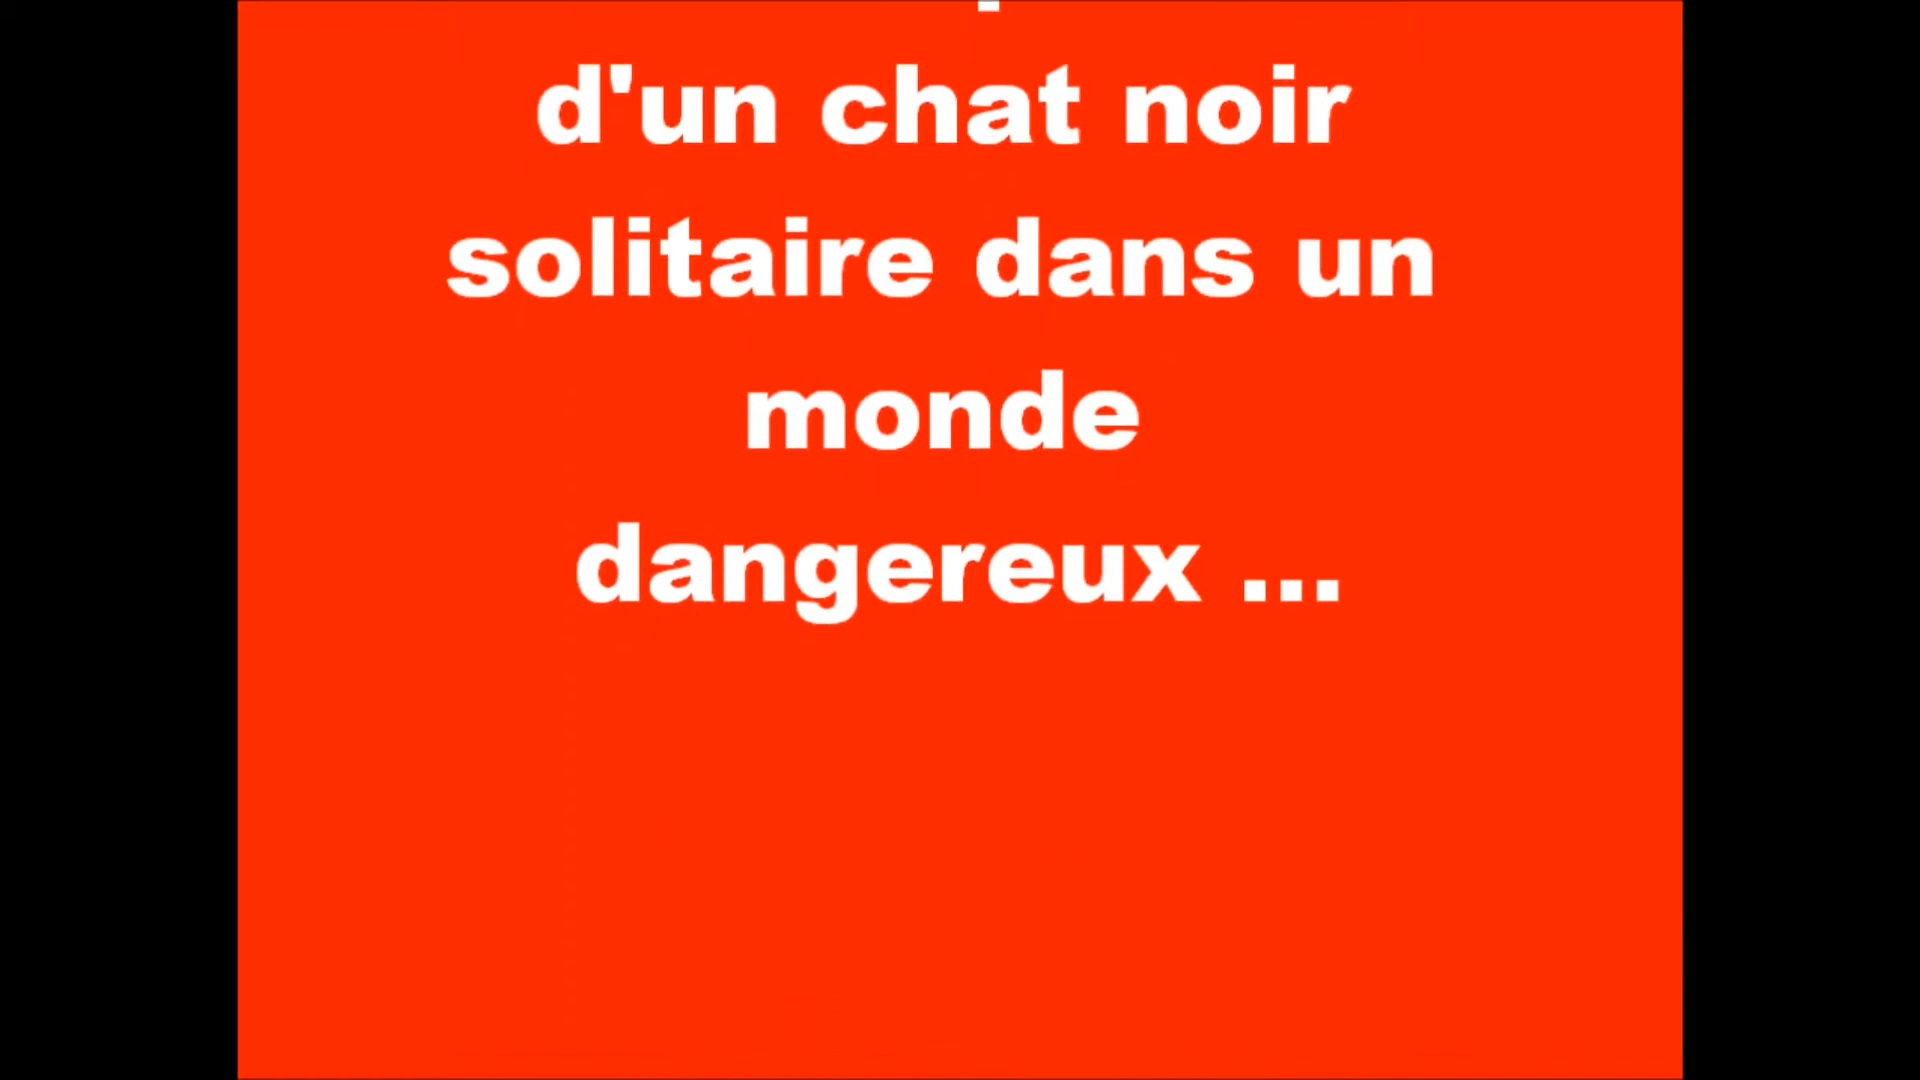 d'un chat noir
solitaire dans un
monde
dangereux ...